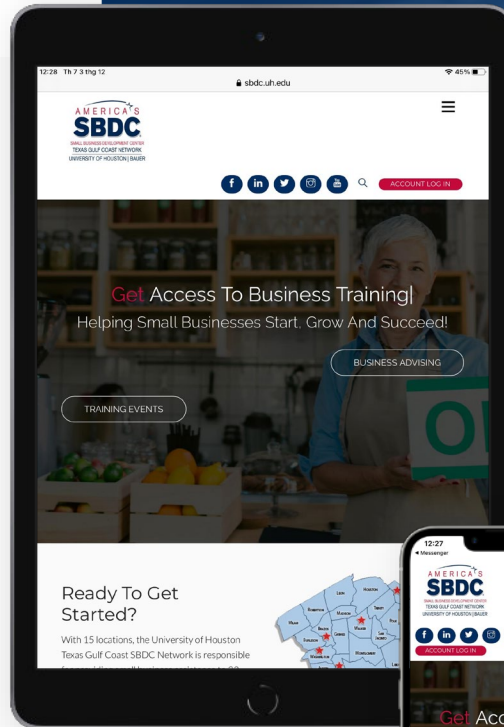 12:28 Th 7 3 thg 12
45%
sbdc.uh.edu
AMERICA'S
SBDC
SMALL BUSINESS DEVELOPMENT CENTER
TEXAS GULF COAST NETWORK
UNIVERSITY OF HOUSTON | BAUER
f in
ACCOUNT LOG IN
Get Access To Business Training|
Helping Small Businesses Start, Grow And Succeed!
BUSINESS ADVISING
TRAINING EVENTS
O
Ready To Get
Started?
With 15 locations, the University of Houston
Texas Gulf Coast SBDC Network is responsible
12:27
Messenger
AMERICA'S
SBDC
SMALL BUSINESS DEVELOPMENT CENTER
TEXAS GULF COAST NETWORK
UNIVERSITY OF HOUSTON | BAUER
f in
ACCOUNT LOG IN
Get Acc